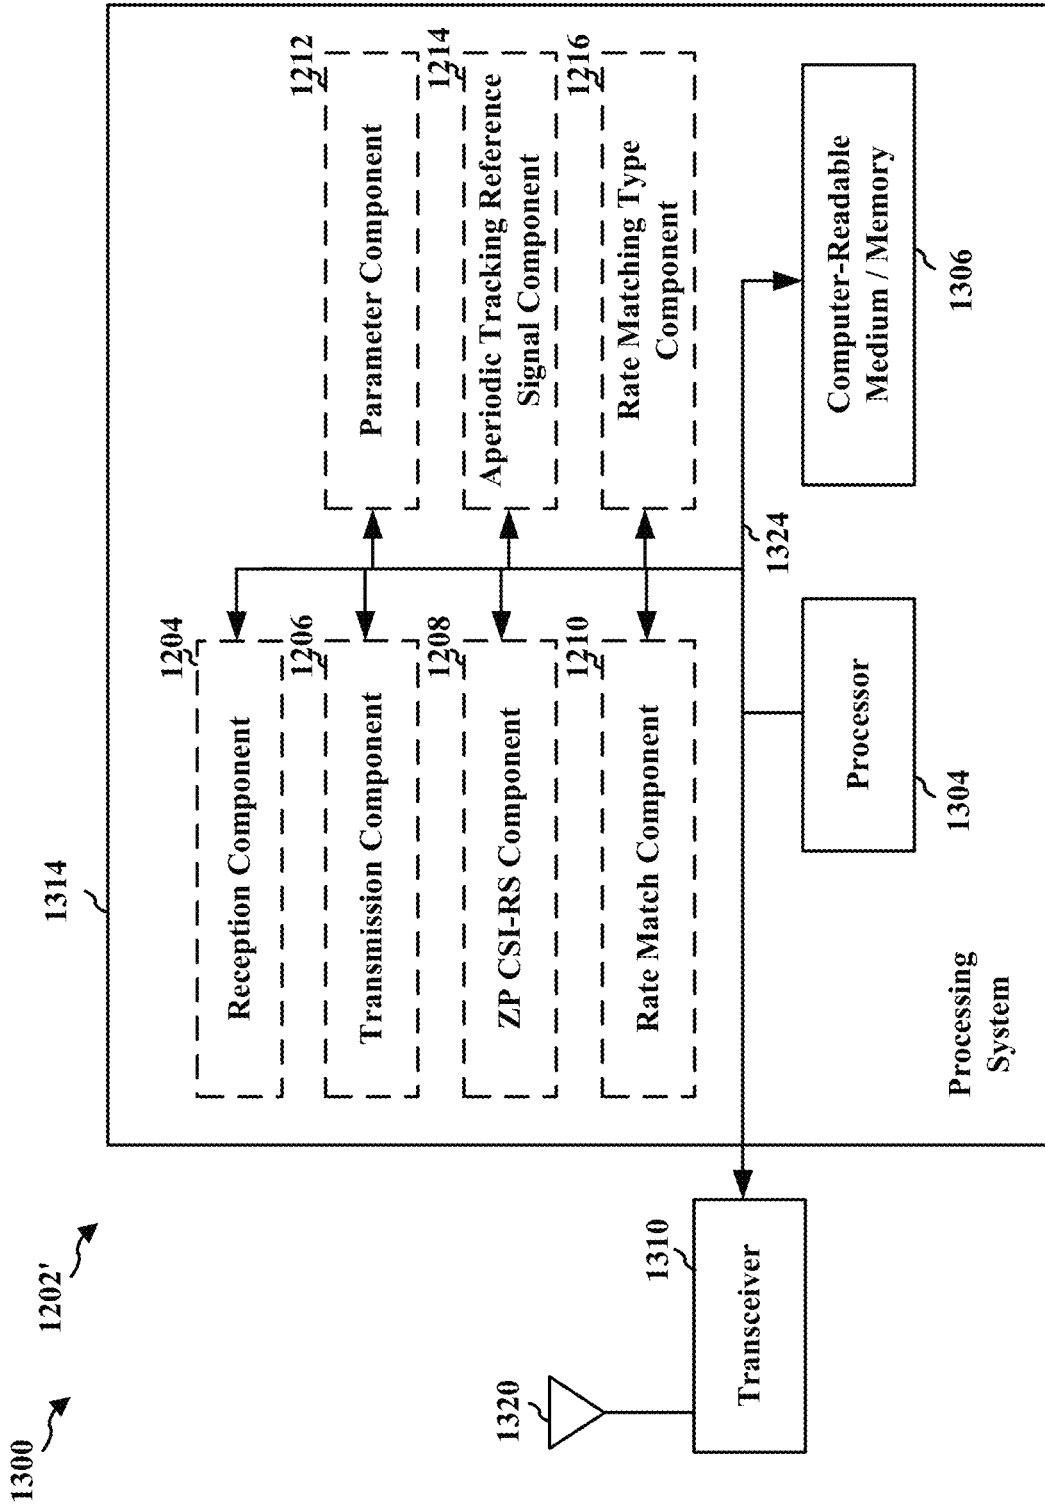 1300
1202'
1314
1204
Reception Component
1206
Transmission Component
1208
ZP CSI-RS Component
1210
Rate Match Component
1212
Parameter Component
1214
Aperiodic Tracking Reference
Signal Component
1216
Rate Matching Type
Component
1320
1310
Transceiver
1324
Processor
1304
Computer-Readable
Medium / Memory
1306
Processing
System